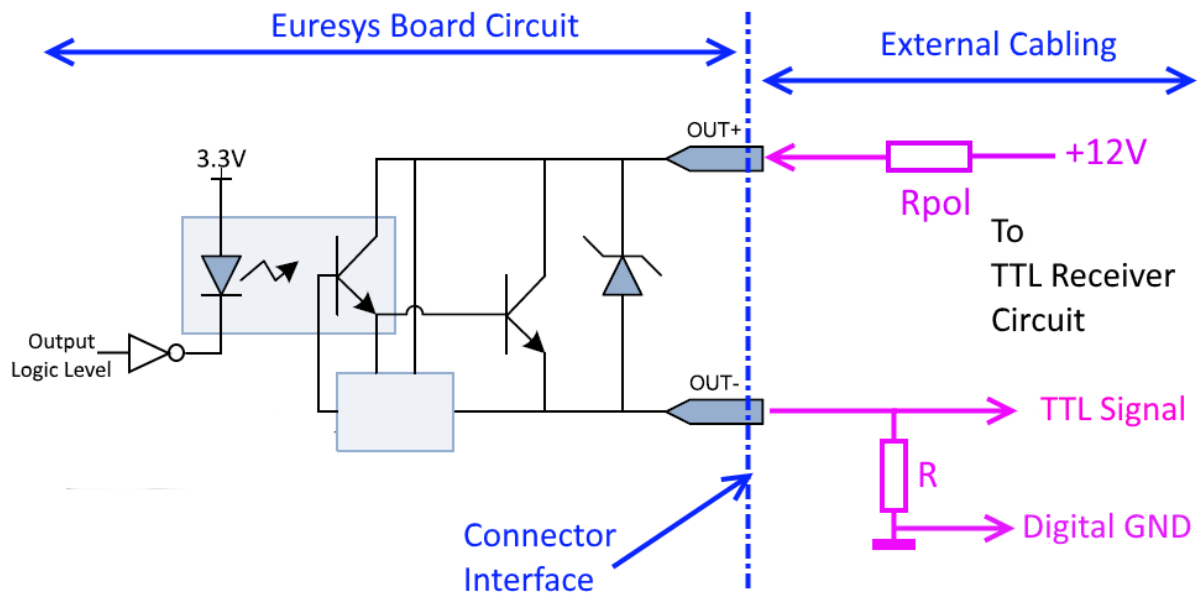 Euresys Board Circuit
External Cabling
OUT+
+12V
3.3V
Rpol
To
TTL Receiver
Circuit
Output
Logic Level
OUT-
TTL Signal
R
Digital GND
Connector
Interface